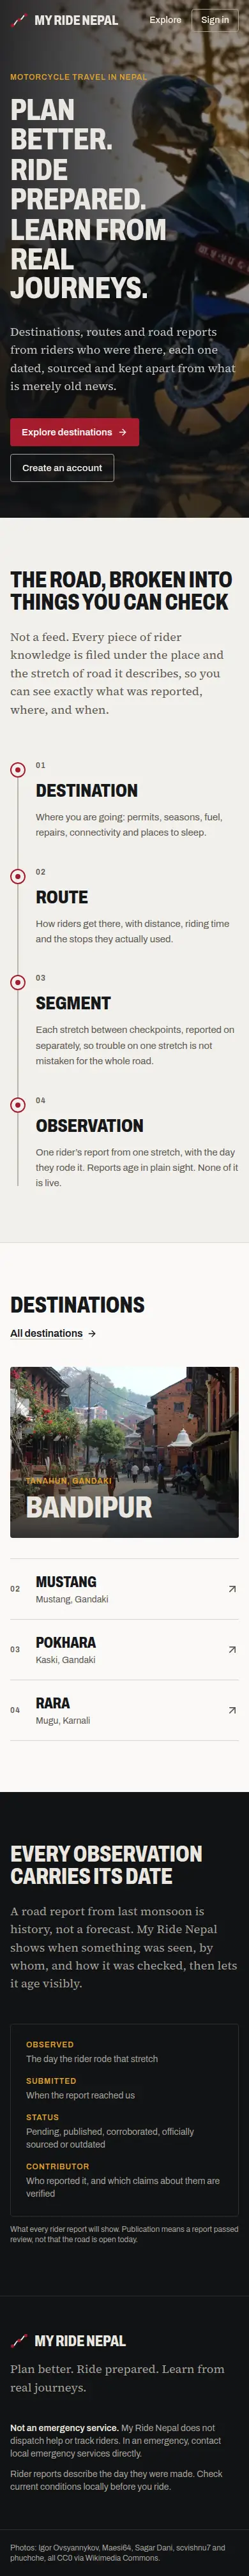 MY RIDE NEPAL
Explore
Sign in
MOTORCYCLE TRAVEL IN NEPAL
PLAN
BETTER.
RIDE
PREPARED.
LEARN FROM
REAL
JOURNEYS.
Destinations, routes and road reports
from riders who were there, each one
dated, sourced and kept apart from what
is merely old news.
Explore destinations →
Create an account
THE ROAD, BROKEN INTO
THINGS YOU CAN CHECK
Not a feed. Every piece of rider
knowledge is filed under the place and
the stretch of road it describes, so you
can see exactly what was reported,
where, and when.
01
DESTINATION
Where you are going: permits, seasons, fuel,
repairs, connectivity and places to sleep.
02
ROUTE
How riders get there, with distance, riding time
and the stops they actually used.
03
SEGMENT
Each stretch between checkpoints, reported on
separately, so trouble on one stretch is not
mistaken for the whole road.
04
OBSERVATION
One rider's report from one stretch, with the day
they rode it. Reports age in plain sight. None of it
is live.
DESTINATIONS
All destinations →
TANAHUN, GANDAKI
BANDIPUR
02
MUSTANG
Mustang, Gandaki
03
POKHARA
Kaski, Gandaki
04
RARA
Mugu, Karnali
EVERY OBSERVATION
CARRIES ITS DATE
A road report from last monsoon is
history, not a forecast. My Ride Nepal
shows when something was seen, by
whom, and how it was checked, then lets
it age visibly.
OBSERVED
The day the rider rode that stretch
SUBMITTED
When the report reached us
STATUS
Pending, published, corroborated, officially
sourced or outdated
CONTRIBUTOR
Who reported it, and which claims about them are
verified
What every rider report will show. Publication means a report passed
review, not that the road is open today.
MY RIDE NEPAL
Plan better. Ride prepared. Learn from
real journeys.
Not an emergency service. My Ride Nepal does not
dispatch help or track riders. In an emergency, contact
local emergency services directly.
Rider reports describe the day they were made. Check
current conditions locally before you ride.
Photos: Igor Ovsyannykov, Maesi64, Sagar Dani, scvishnu7 and
phuchche, all CC0 via Wikimedia Commons.